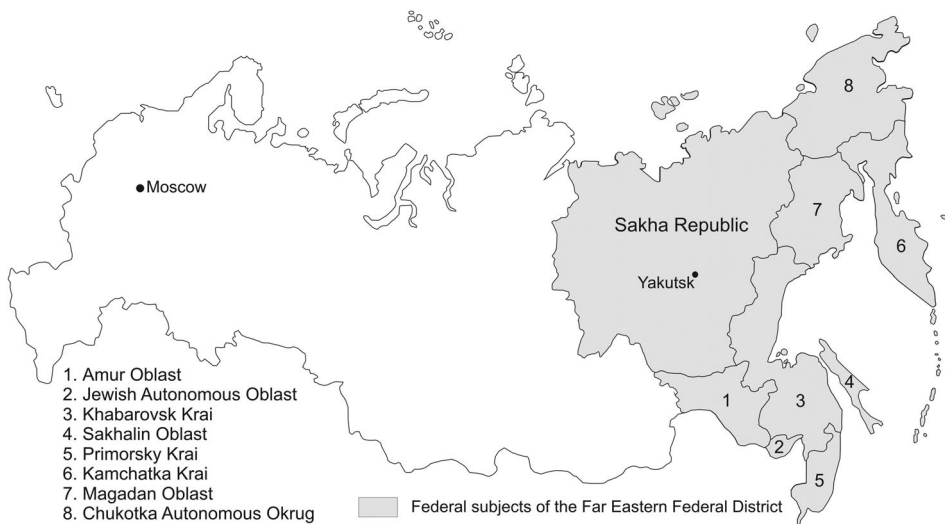 8
Moscow
7
Sakha Republic
6
Yakutsk
1. Amur Oblast
2. Jewish Autonomous Oblast
3. Khabarovsk Krai
4. Sakhalin Oblast
5. Primorsky Krai
6. Kamchatka Krai
7. Magadan Oblast
8. Chukotka Autonomous Okrug
4
1
3
2
5
Federal subjects of the Far Eastern Federal District